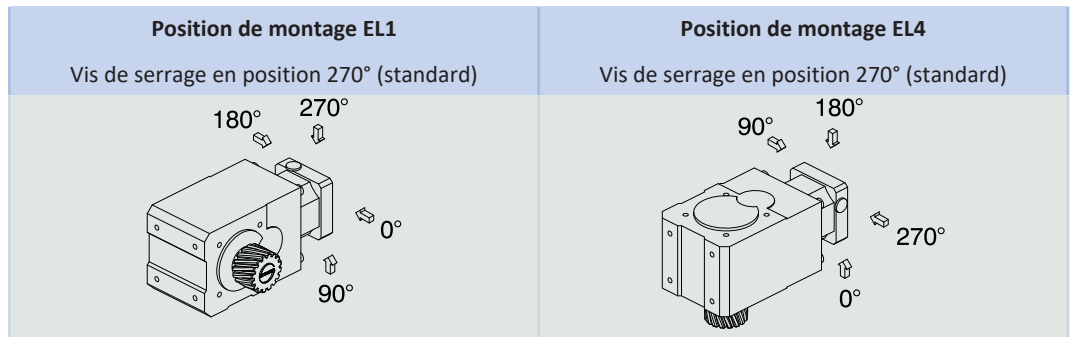 Position de montage EL1
Vis de serrage en position 270° (standard)
180°
270°
0°
90°
Position de montage EL4
Vis de serrage en position 270° (standard)
90°
180°
270°
0°